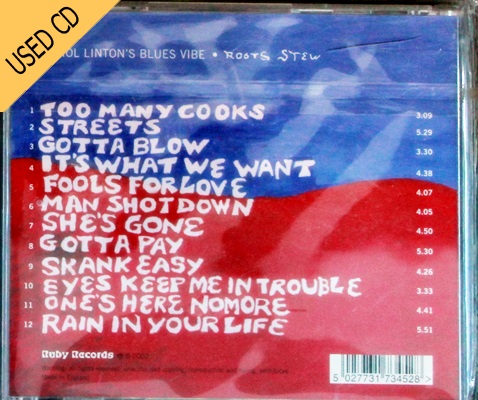 USED CD
OL LINTON'S BLUES VIBE • ROOTS STEW
1 TOO MANY COOKS 3.09
2 STREETS 5.29
3 GOTTA BLOW 3.30
4 IT'S WHAT WE WANT 4.38
5 FOOLS FOR LOVE 4.07
6 MAN SHOT DOWN 4.05
7 SHE'S GONE 4.50
8 GOTTA PAY 5.30
9 SKANK EASY 4.26
10 EYES KEEP ME IN TROUBLE 3.33
11 ONE'S HERE NO MORE 4.41
12 RAIN IN YOUR LIFE 5.51
Ruby Records
5 027731 734528 >